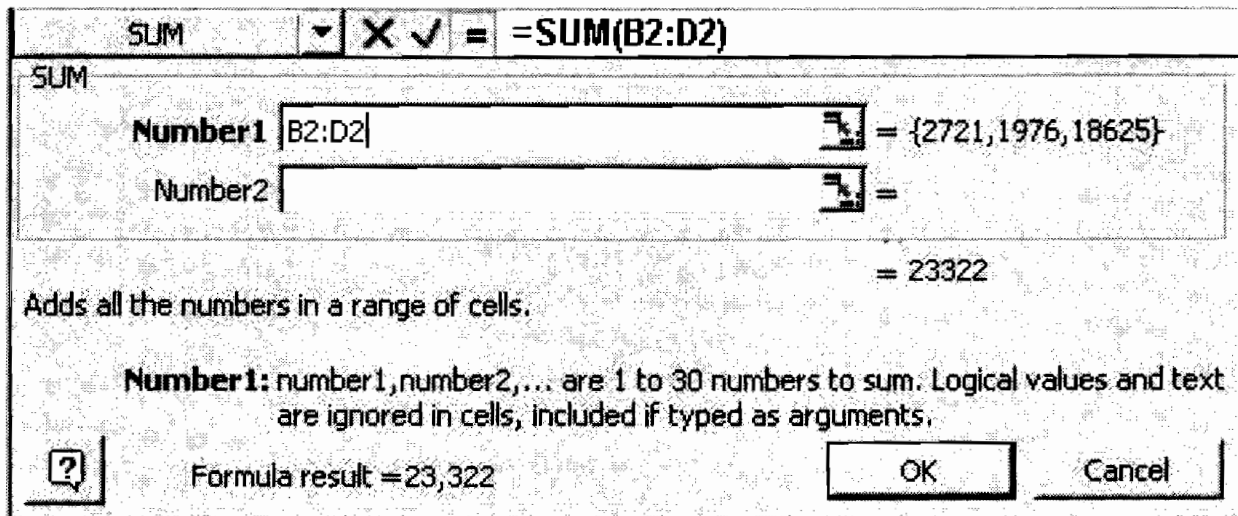 SUM = =SUM(B2:D2)
SUM
Number1 B2:D2 = {2721,1976,18625}
Number2 =
= 23322
Adds all the numbers in a range of cells.
Number1: number1,number2,... are 1 to 30 numbers to sum. Logical values and text
are ignored in cells, included if typed as arguments.
? Formula result =23,322 OK Cancel